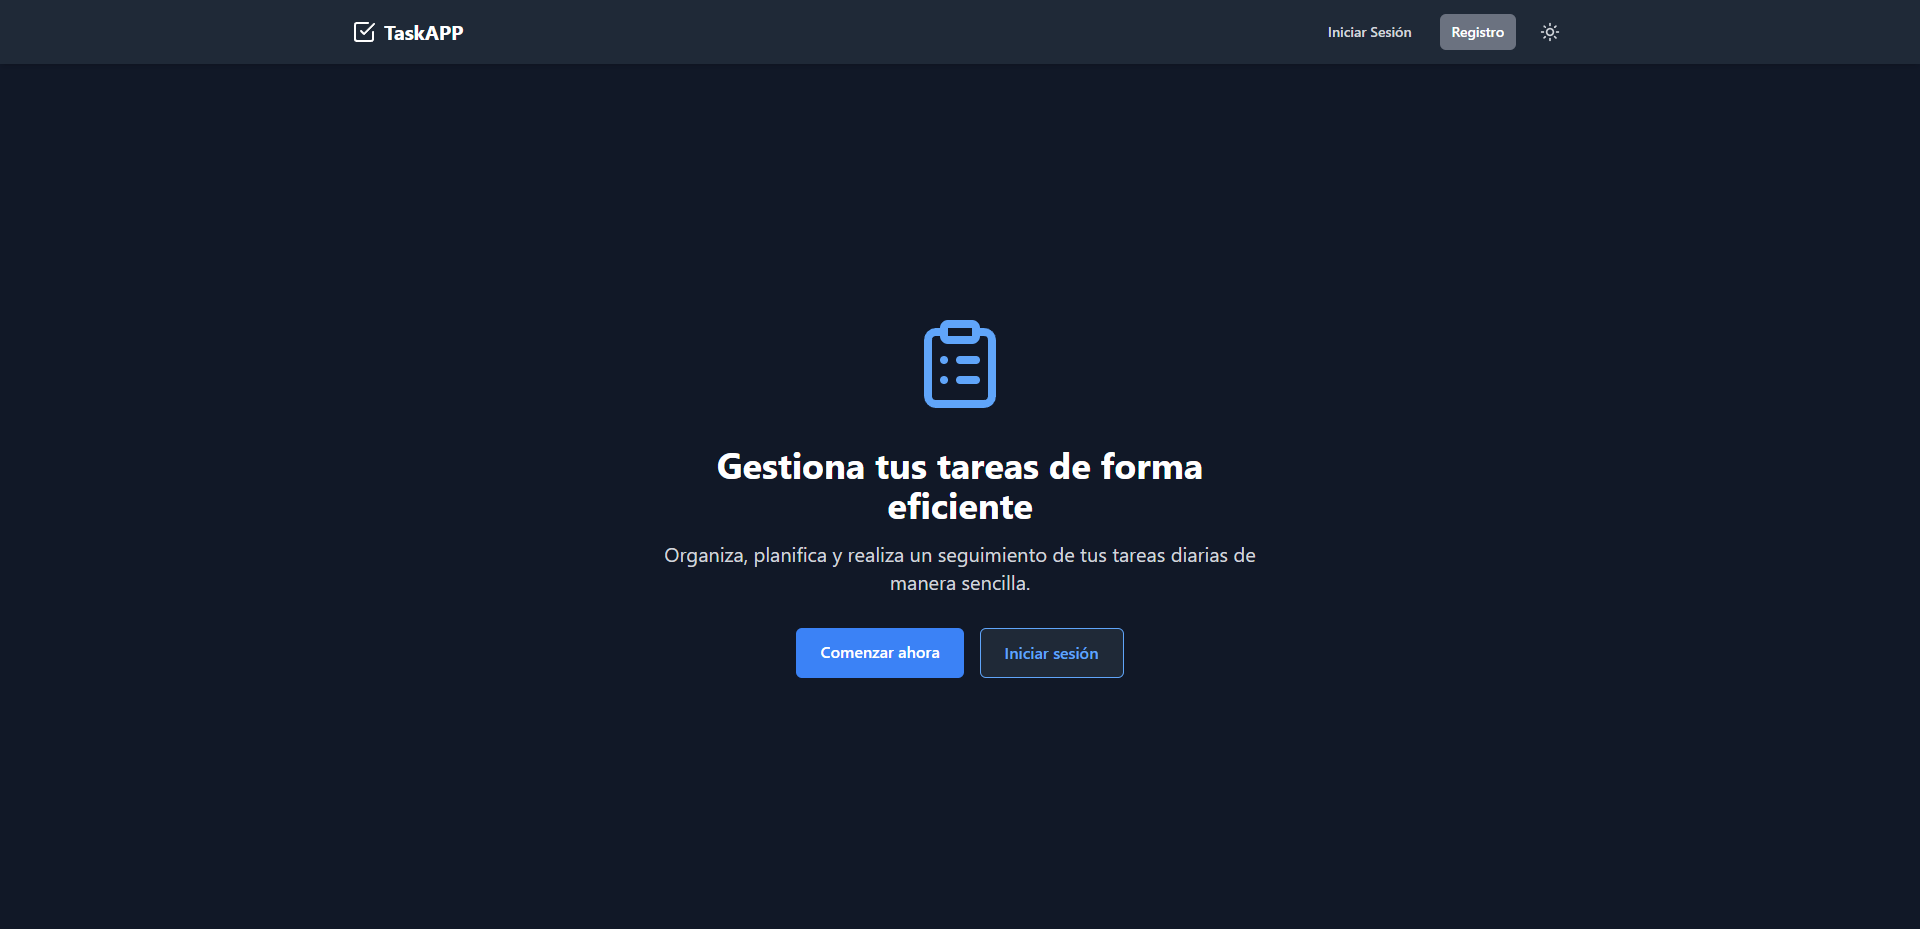 TaskAPP
Iniciar Sesión
Registro
Gestiona tus tareas de forma
eficiente
Organiza, planifica y realiza un seguimiento de tus tareas diarias de
manera sencilla.
Comenzar ahora
Iniciar sesión